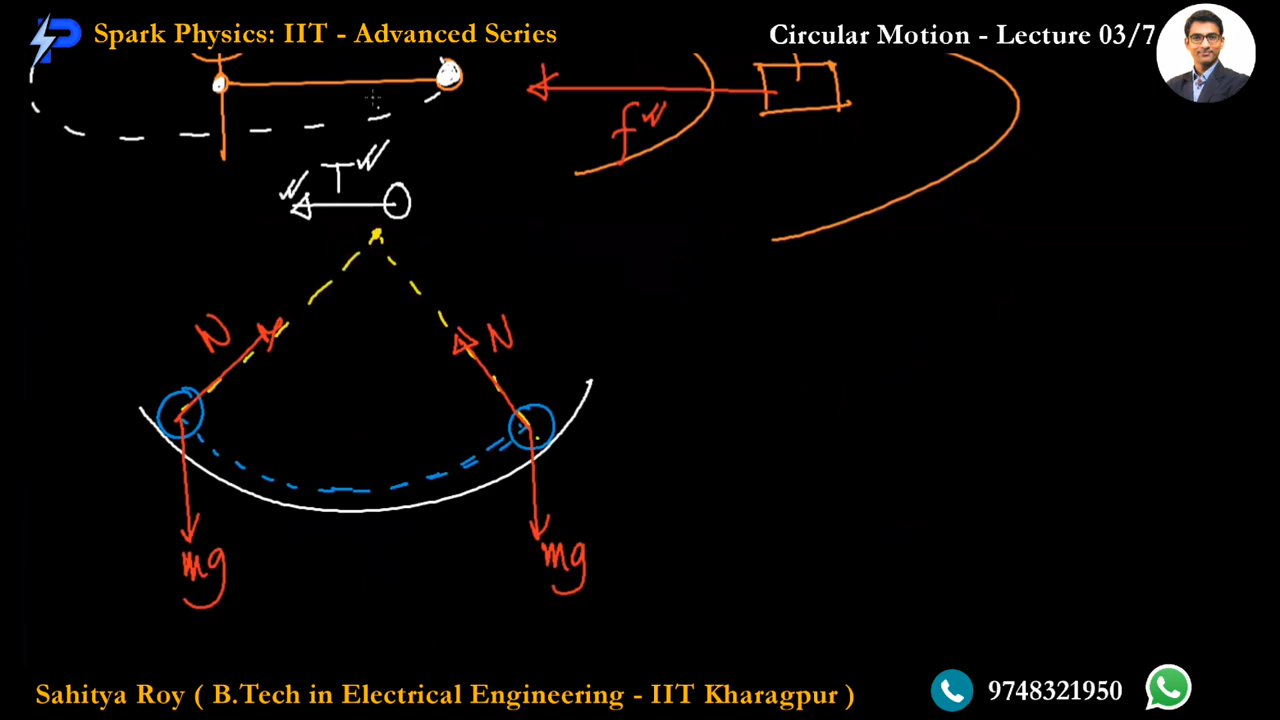 Spark Physics: IIT - Advanced Series
Circular Motion - Lecture 03/7
f
T
N
N
mg
mg
Sahitya Roy ( B.Tech in Electrical Engineering - IIT Kharagpur )
9748321950